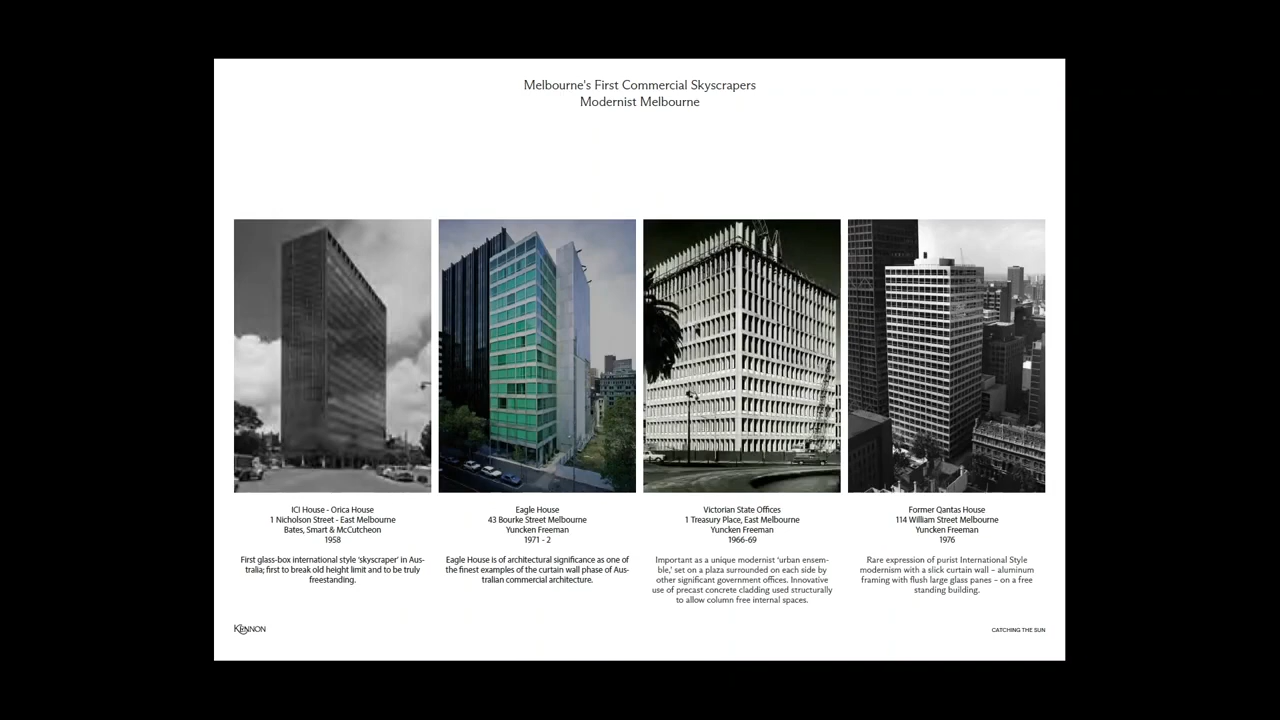 Melbourne's First Commercial Skyscrapers
Modernist Melbourne
ICI House - Orica House
1 Nicholson Street - East Melbourne
Bates, Smart & McCutcheon
1958
First glass-box international style 'skyscraper' in Aus-
tralia; first to break old height limit and to be truly
freestanding.
Eagle House
43 Bourke Street Melbourne
Yuncken Freeman
1971 - 2
Eagle House is of architectural significance as one of
the finest examples of the curtain wall phase of Aus-
tralian commercial architecture.
Victorian State Offices
1 Treasury Place, East Melbourne
Yuncken Freeman
1966-69
Important as a unique modernist 'urban ensem-
ble,' set on a plaza surrounded on each side by
other significant government offices. Innovative
use of precast concrete cladding used structurally
to allow column free internal spaces.
Former Qantas House
114 William Street Melbourne
Yuncken Freeman
1976
Rare expression of purist International Style
modernism with a slick curtain wall – aluminum
framing with flush large glass panes – on a free
standing building.
KENNON
CATCHING THE SUN